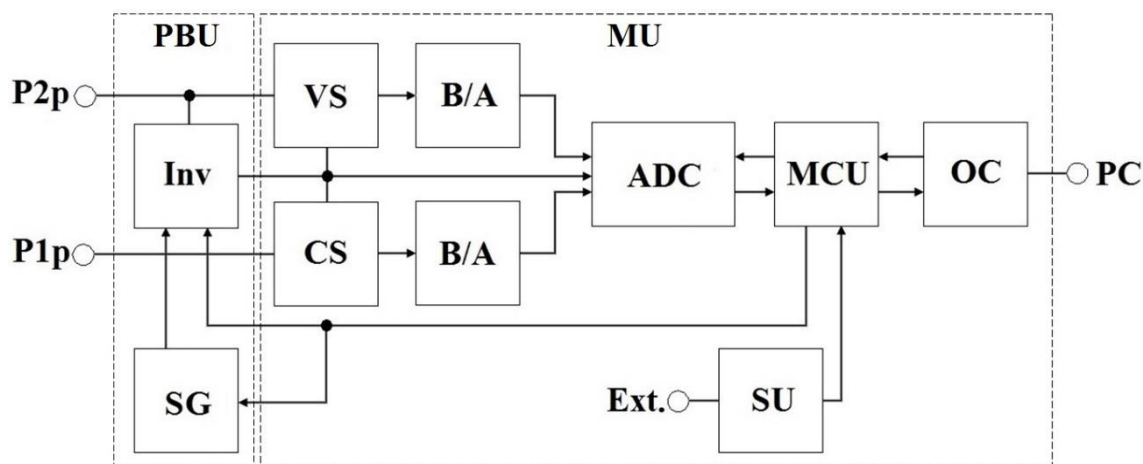 PBU
MU
P2p
VS
B/A
Inv
ADC
MCU
OC
PC
P1p
CS
B/A
SG
Ext.
SU